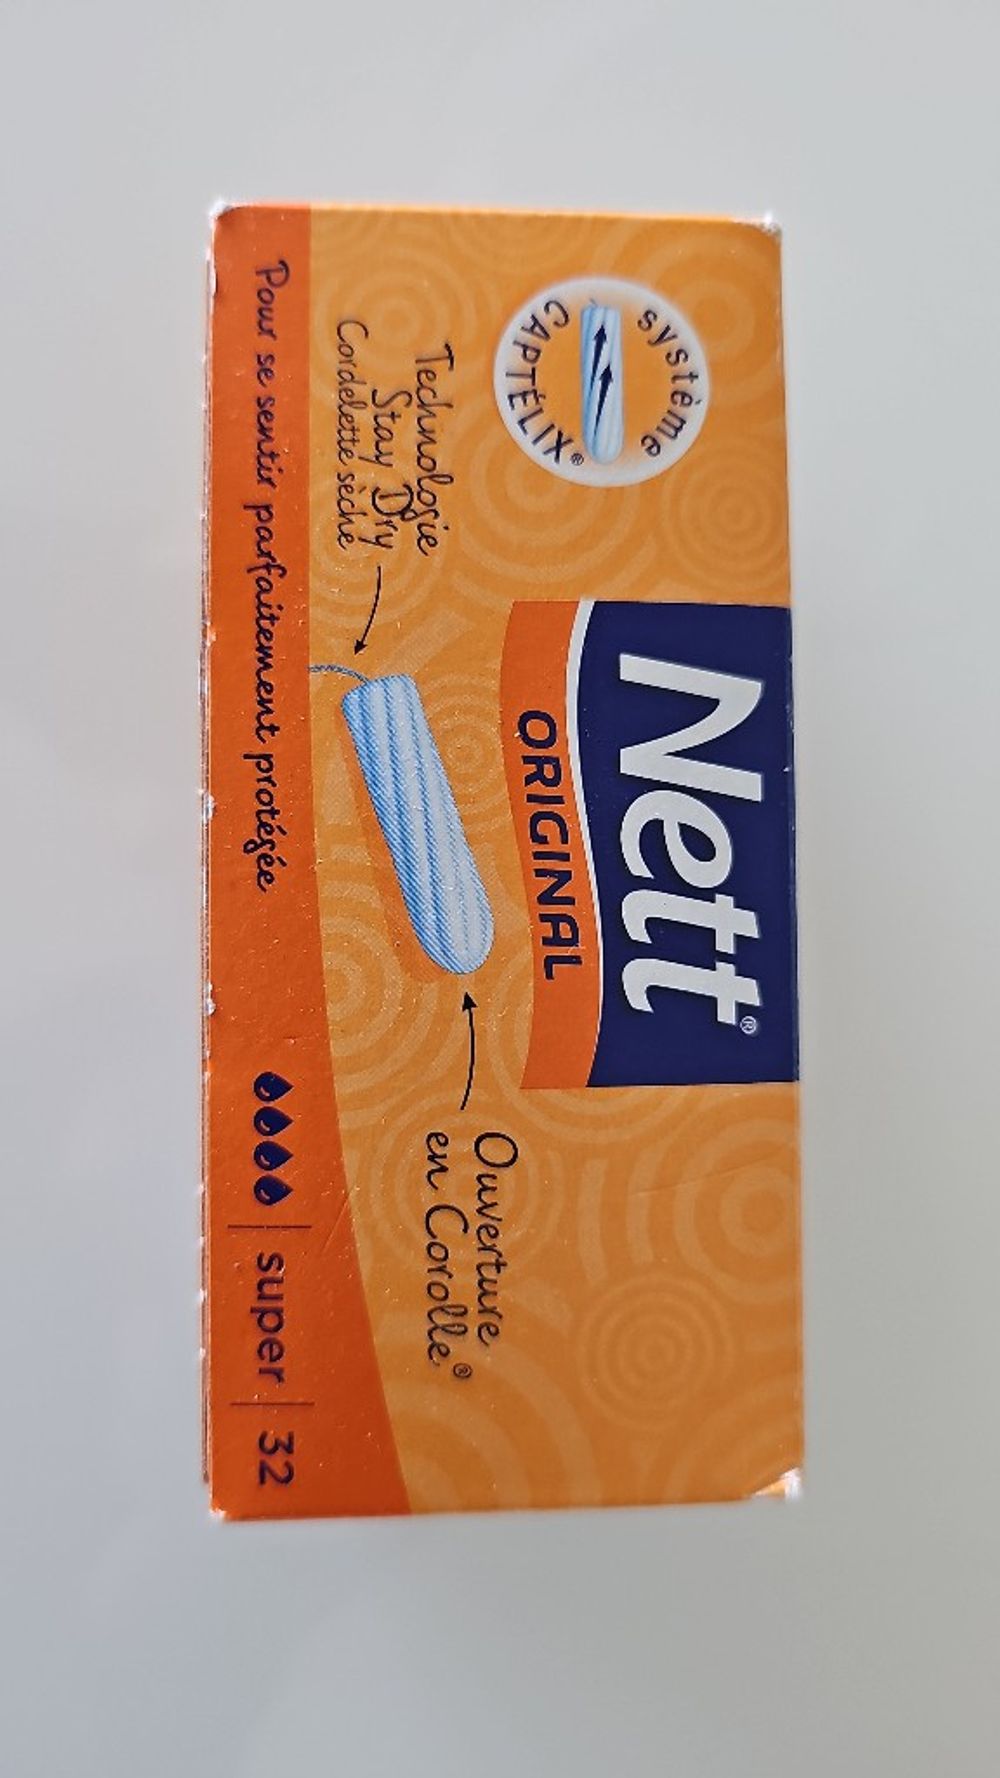 système
CAPTÉLIX®
Nett®
ORIGINAL
Technologie
Stay Dry
Cordelette sèche
Ouverture
en Corolle®
Pour se sentir parfaitement protégée
super
32